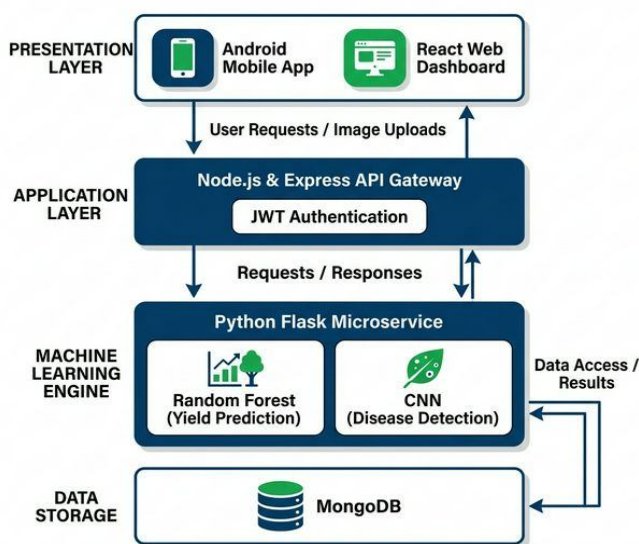 PRESENTATION
LAYER
Android
Mobile App
React Web
Dashboard
User Requests / Image Uploads
APPLICATION
LAYER
Node.js & Express API Gateway
JWT Authentication
Requests / Responses
MACHINE
LEARNING
ENGINE
Python Flask Microservice
Random Forest
(Yield Prediction)
CNN
(Disease Detection)
Data Access /
Results
DATA
STORAGE
MongoDB